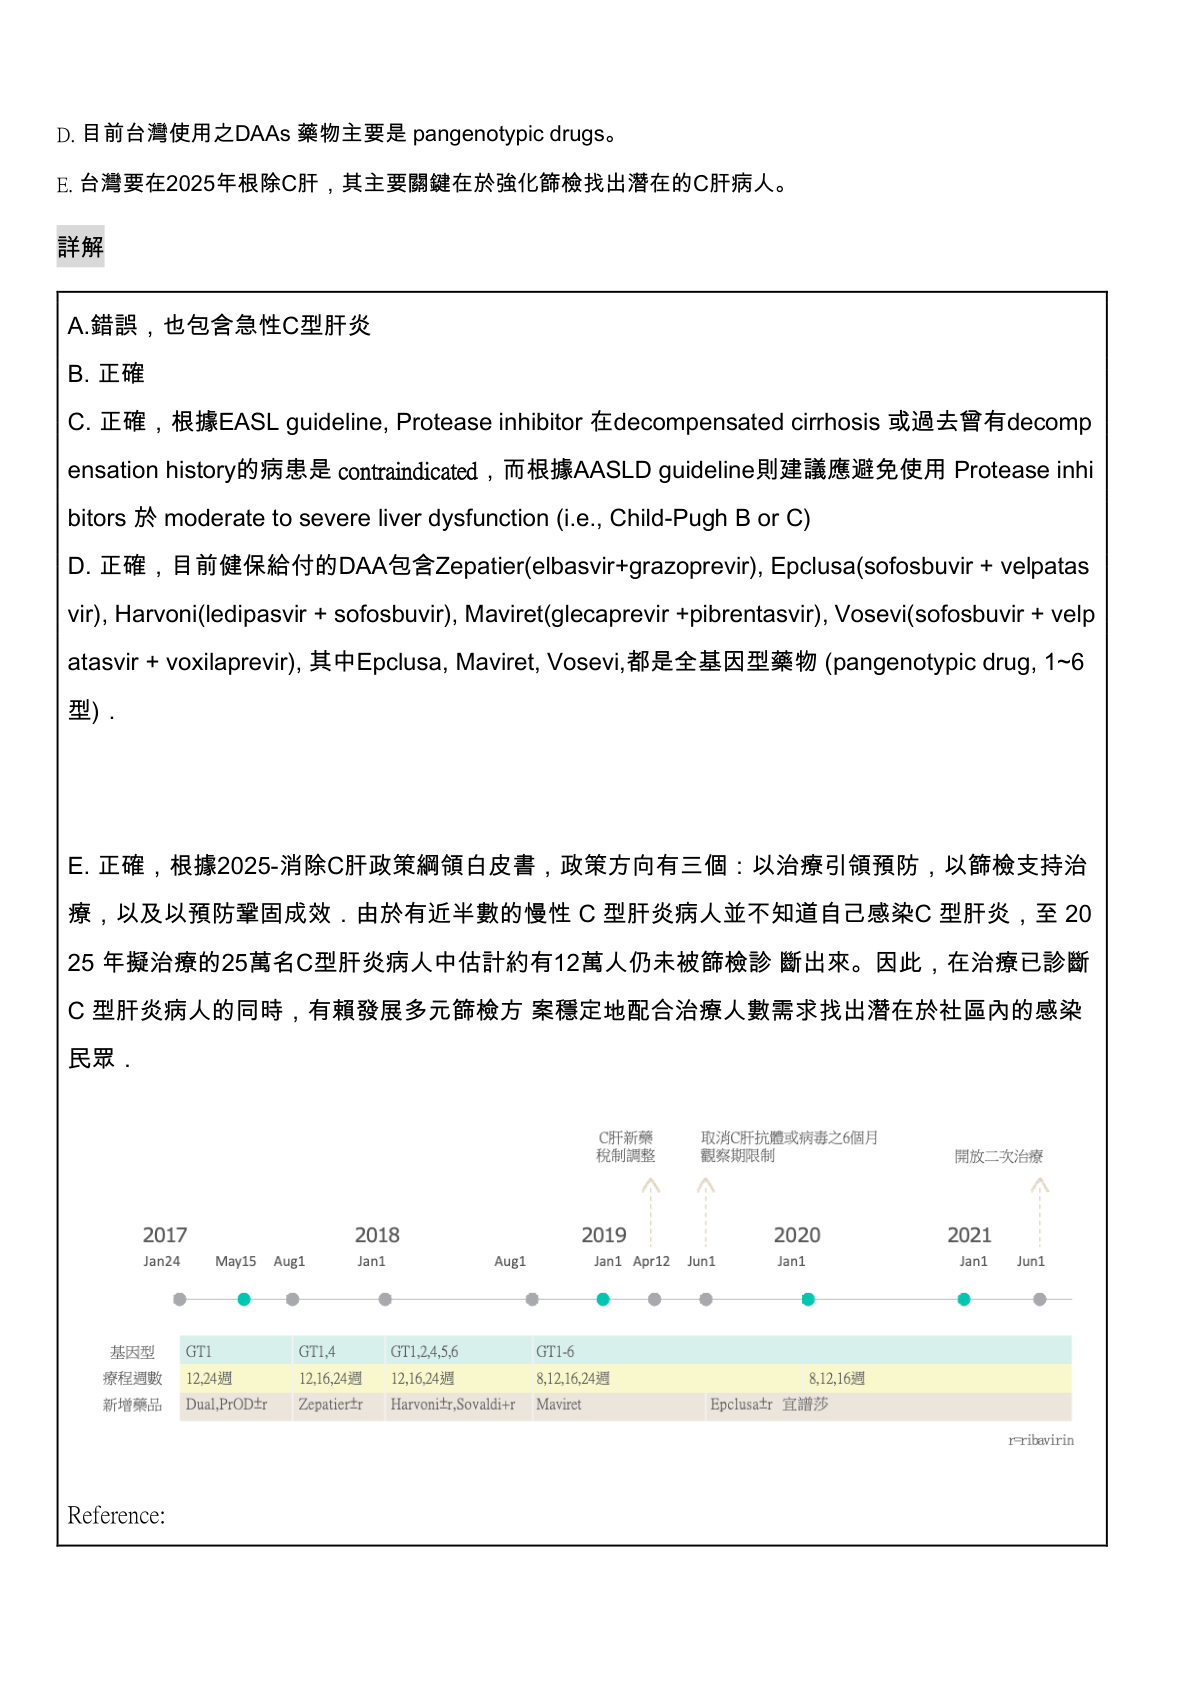 D. 目前台灣使用之DAAs 藥物主要是 pangenotypic drugs。
E. 台灣要在2025年根除C肝，其主要關鍵在於強化篩檢找出潛在的C肝病人。
詳解
A.錯誤，也包含急性C型肝炎
B. 正確
C. 正確，根據EASL guideline, Protease inhibitor 在decompensated cirrhosis 或過去曾有decomp
ensation history的病患是 contraindicated，而根據AASLD guideline則建議應避免使用 Protease inhi
bitors 於 moderate to severe liver dysfunction (i.e., Child-Pugh B or C)
D. 正確，目前健保給付的DAA包含Zepatier(elbasvir+grazoprevir), Epclusa(sofosbuvir + velpatas
vir), Harvoni(ledipasvir + sofosbuvir), Maviret(glecaprevir +pibrentasvir), Vosevi(sofosbuvir + velp
atasvir + voxilaprevir), 其中Epclusa, Maviret, Vosevi,都是全基因型藥物 (pangenotypic drug, 1~6
型)．
E. 正確，根據2025-消除C肝政策綱領白皮書，政策方向有三個：以治療引領預防，以篩檢支持治
療，以及以預防鞏固成效．由於有近半數的慢性 C 型肝炎病人並不知道自己感染C 型肝炎，至 20
25 年擬治療的25萬名C型肝炎病人中估計約有12萬人仍未被篩檢診 斷出來。因此，在治療已診斷
C 型肝炎病人的同時，有賴發展多元篩檢方 案穩定地配合治療人數需求找出潛在於社區內的感染
民眾．
C肝新藥 取消C肝抗體或病毒之6個月
稅制調整 觀察期限制 開放二次治療
2017 2018 2019 2020 2021
Jan24 May15 Aug1 Jan1 Aug1 Jan1 Apr12 Jun1 Jan1 Jan1 Jun1
基因型 GT1 GT1,4 GT1,2,4,5,6 GT1-6
療程週數 12,24週 12,16,24週 12,16,24週 8,12,16,24週 8,12,16週
新增藥品 Dual,PrOD±r Zepatier±r Harvoni±r,Sovaldi+r Maviret Epclusa±r 宜譜莎
r=ribavirin
Reference: